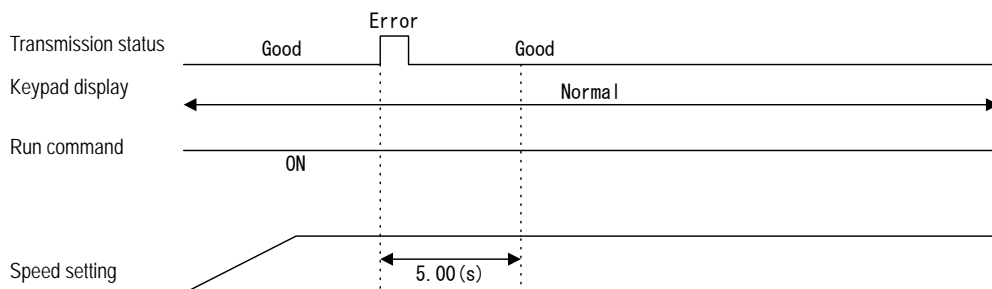 Error
Transmission status Good Good
Keypad display Normal
Run command
ON
Speed setting 5.00(s)